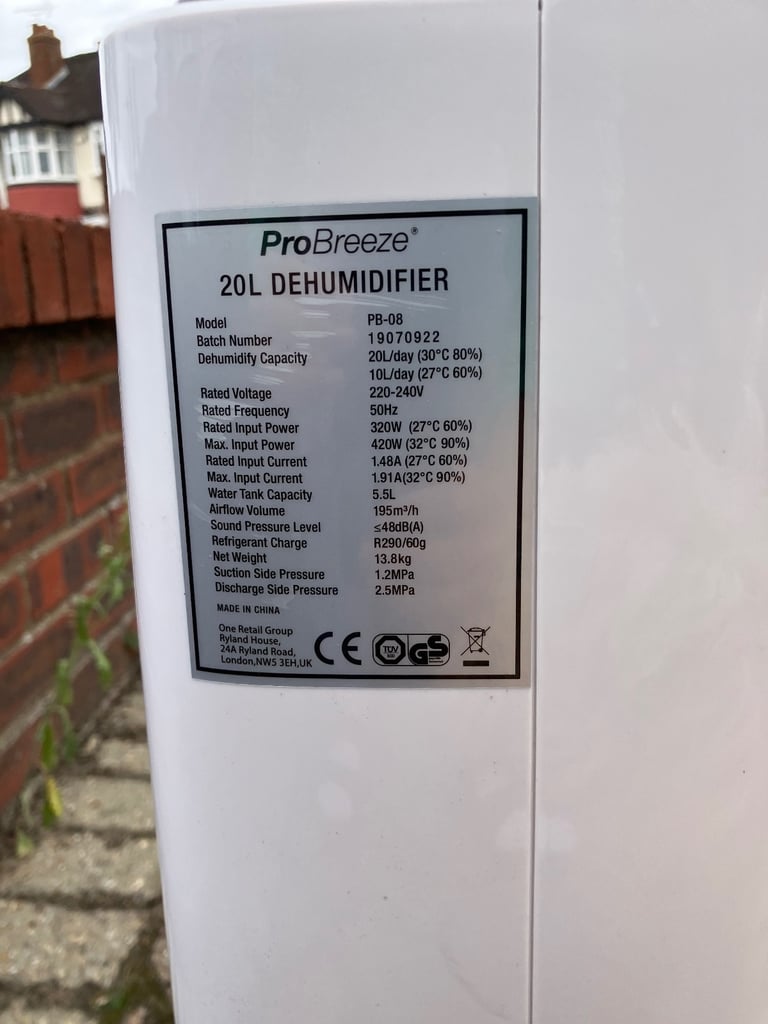 ProBreeze®
20L DEHUMIDIFIER
Model PB-08
Batch Number 19070922
Dehumidify Capacity 20L/day (30°C 80%)
10L/day (27°C 60%)
Rated Voltage 220-240V
Rated Frequency 50Hz
Rated Input Power 320W (27°C 60%)
Max. Input Power 420W (32°C 90%)
Rated Input Current 1.48A (27°C 60%)
Max. Input Current 1.91A(32°C 90%)
Water Tank Capacity 5.5L
Airflow Volume 195m³/h
Sound Pressure Level ≤48dB(A)
Refrigerant Charge R290/60g
Net Weight 13.8kg
Suction Side Pressure 1.2MPa
Discharge Side Pressure 2.5MPa
MADE IN CHINA
One Retail Group
Ryland House,
24A Ryland Road,
London,NW5 3EH,UK
CE
TÜV
GS